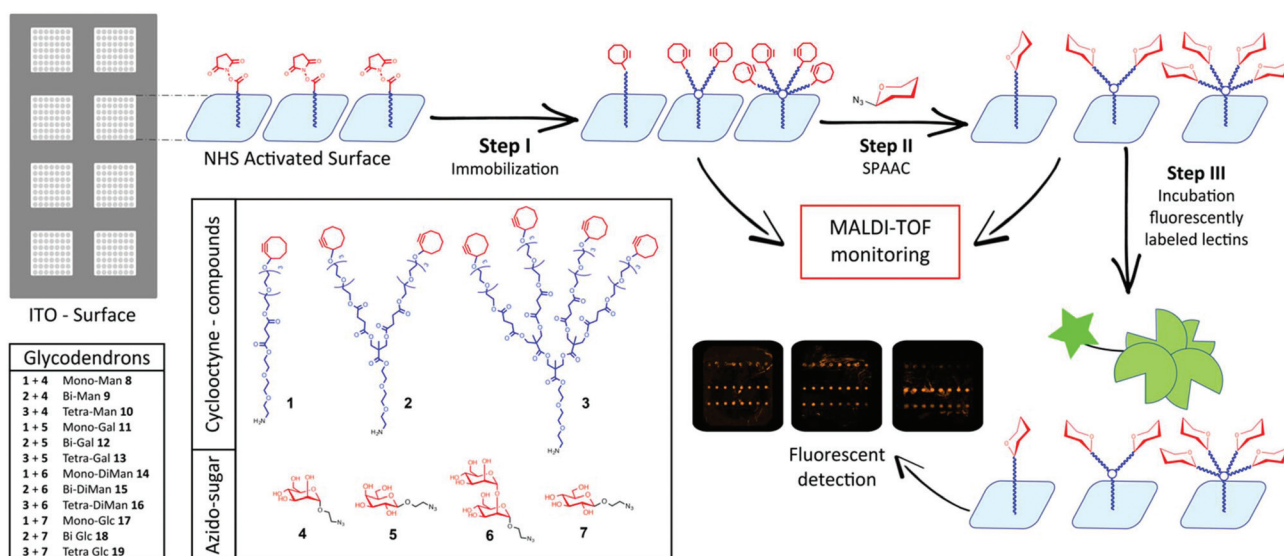 NHS Activated Surface
Step I
Immobilization
N₃
O
Step II
SPAAC
Step III
Incubation
fluorescently
labeled lectins
MALDI-TOF
monitoring
ITO - Surface
Glycodendrons
1 + 4 Mono-Man 8
2 + 4 Bi-Man 9
3 + 4 Tetra-Man 10
1 + 5 Mono-Gal 11
2 + 5 Bi-Gal 12
3 + 5 Tetra-Gal 13
1 + 6 Mono-DiMan 14
2 + 6 Bi-DiMan 15
3 + 6 Tetra-DiMan 16
1 + 7 Mono-Glc 17
2 + 7 Bi Glc 18
3 + 7 Tetra Glc 19
Cyclooctyne - compounds
1
2
3
Azido-sugar
4
5
6
7
Fluorescent
detection